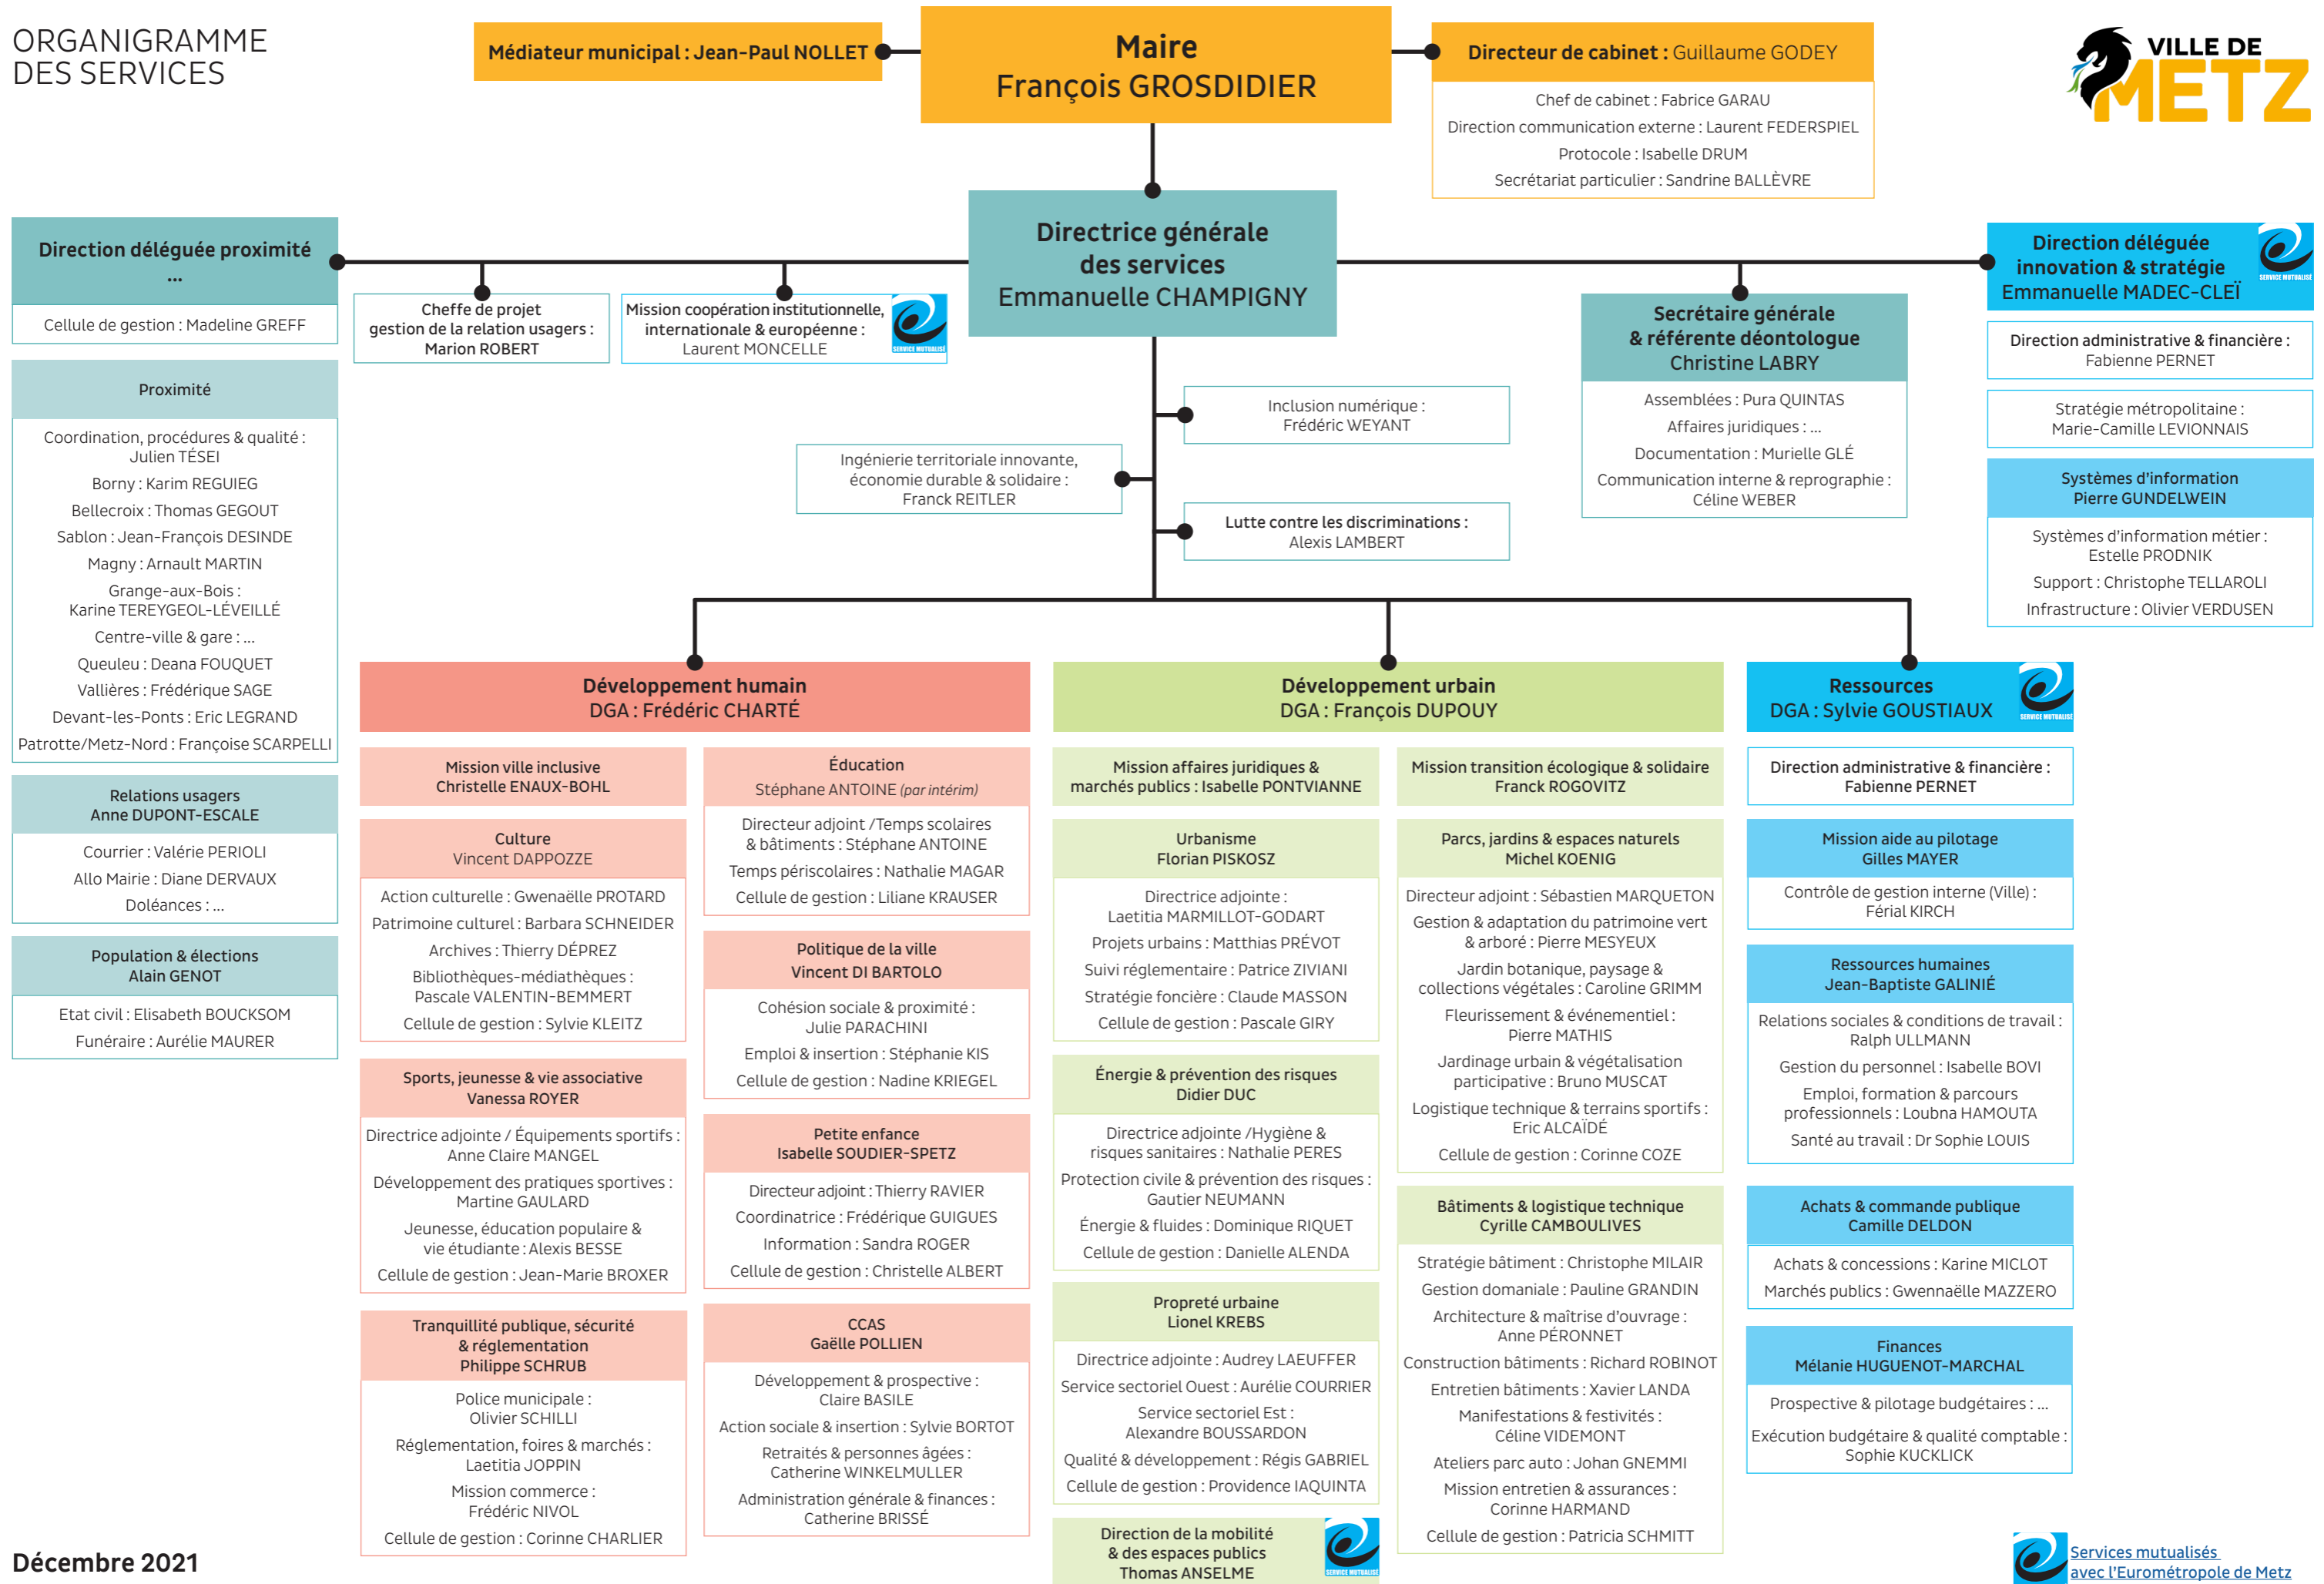 ORGANIGRAMME
DES SERVICES
Médiateur municipal : Jean-Paul NOLLET
Maire
François GROSDIDIER
Directeur de cabinet : Guillaume GODEY
Chef de cabinet : Fabrice GARAU
Direction communication externe : Laurent FEDERSPIEL
Protocole : Isabelle DRUM
Secrétariat particulier : Sandrine BALLÈVRE
VILLE DE
METZ
Directrice générale
des services
Emmanuelle CHAMPIGNY
Direction déléguée proximité
...
Cellule de gestion : Madeline GREFF
Proximité
Coordination, procédures & qualité :
Julien TÉSEI
Borny : Karim REGUIEG
Bellecroix : Thomas GEGOUT
Sablon : Jean-François DESINDE
Magny : Arnault MARTIN
Grange-aux-Bois :
Karine TEREYGEOL-LÉVEILLÉ
Centre-ville & gare : ...
Queuleu : Deana FOUQUET
Vallières : Frédérique SAGE
Devant-les-Ponts : Eric LEGRAND
Patrotte/Metz-Nord : Françoise SCARPELLI
Relations usagers
Anne DUPONT-ESCALE
Courrier : Valérie PERIOLI
Allo Mairie : Diane DERVAUX
Doléances : ...
Population & élections
Alain GENOT
Etat civil : Elisabeth BOUCKSOM
Funéraire : Aurélie MAURER
Cheffe de projet
gestion de la relation usagers :
Marion ROBERT
Mission coopération institutionnelle,
internationale & européenne :
Laurent MONCELLE
SERVICE MUTUALISÉ
Inclusion numérique :
Frédéric WEYANT
Ingénierie territoriale innovante,
économie durable & solidaire :
Franck REITLER
Lutte contre les discriminations :
Alexis LAMBERT
Secrétaire générale
& référente déontologue
Christine LABRY
Assemblées : Pura QUINTAS
Affaires juridiques : ...
Documentation : Murielle GLÉ
Communication interne & reprographie :
Céline WEBER
Direction déléguée
innovation & stratégie
Emmanuelle MADEC-CLEÏ
SERVICE MUTUALISÉ
Direction administrative & financière :
Fabienne PERNET
Stratégie métropolitaine :
Marie-Camille LEVIONNAIS
Systèmes d'information
Pierre GUNDELWEIN
Systèmes d'information métier :
Estelle PRODNIK
Support : Christophe TELLAROLI
Infrastructure : Olivier VERDUSEN
Développement humain
DGA : Frédéric CHARTÉ
Mission ville inclusive
Christelle ENAUX-BOHL
Culture
Vincent DAPPOZZE
Action culturelle : Gwenaëlle PROTARD
Patrimoine culturel : Barbara SCHNEIDER
Archives : Thierry DÉPREZ
Bibliothèques-médiathèques :
Pascale VALENTIN-BEMMERT
Cellule de gestion : Sylvie KLEITZ
Sports, jeunesse & vie associative
Vanessa ROYER
Directrice adjointe / Équipements sportifs :
Anne Claire MANGEL
Développement des pratiques sportives :
Martine GAULARD
Jeunesse, éducation populaire &
vie étudiante : Alexis BESSE
Cellule de gestion : Jean-Marie BROXER
Tranquillité publique, sécurité
& réglementation
Philippe SCHRUB
Police municipale :
Olivier SCHILLI
Réglementation, foires & marchés :
Laetitia JOPPIN
Mission commerce :
Frédéric NIVOL
Cellule de gestion : Corinne CHARLIER
Éducation
Stéphane ANTOINE (par intérim)
Directeur adjoint /Temps scolaires
& bâtiments : Stéphane ANTOINE
Temps périscolaires : Nathalie MAGAR
Cellule de gestion : Liliane KRAUSER
Politique de la ville
Vincent DI BARTOLO
Cohésion sociale & proximité :
Julie PARACHINI
Emploi & insertion : Stéphanie KIS
Cellule de gestion : Nadine KRIEGEL
Petite enfance
Isabelle SOUDIER-SPETZ
Directeur adjoint : Thierry RAVIER
Coordinatrice : Frédérique GUIGUES
Information : Sandra ROGER
Cellule de gestion : Christelle ALBERT
CCAS
Gaëlle POLLIEN
Développement & prospective :
Claire BASILE
Action sociale & insertion : Sylvie BORTOT
Retraités & personnes âgées :
Catherine WINKELMULLER
Administration générale & finances :
Catherine BRISSÉ
Développement urbain
DGA : François DUPOUY
Mission affaires juridiques &
marchés publics : Isabelle PONTVIANNE
Urbanisme
Florian PISKOSZ
Directrice adjointe :
Laetitia MARMILLOT-GODART
Projets urbains : Matthias PRÉVOT
Suivi réglementaire : Patrice ZIVIANI
Stratégie foncière : Claude MASSON
Cellule de gestion : Pascale GIRY
Énergie & prévention des risques
Didier DUC
Directrice adjointe /Hygiène &
risques sanitaires : Nathalie PERES
Protection civile & prévention des risques :
Gautier NEUMANN
Énergie & fluides : Dominique RIQUET
Cellule de gestion : Danielle ALENDA
Propreté urbaine
Lionel KREBS
Directrice adjointe : Audrey LAEUFFER
Service sectoriel Ouest : Aurélie COURRIER
Service sectoriel Est :
Alexandre BOUSSARDON
Qualité & développement : Régis GABRIEL
Cellule de gestion : Providence IAQUINTA
Direction de la mobilité
& des espaces publics
Thomas ANSELME
SERVICE MUTUALISÉ
Mission transition écologique & solidaire
Franck ROGOVITZ
Parcs, jardins & espaces naturels
Michel KOENIG
Directeur adjoint : Sébastien MARQUETON
Gestion & adaptation du patrimoine vert
& arboré : Pierre MESYEUX
Jardin botanique, paysage &
collections végétales : Caroline GRIMM
Fleurissement & événementiel :
Pierre MATHIS
Jardinage urbain & végétalisation
participative : Bruno MUSCAT
Logistique technique & terrains sportifs :
Eric ALCAÏDÉ
Cellule de gestion : Corinne COZE
Bâtiments & logistique technique
Cyrille CAMBOULIVES
Stratégie bâtiment : Christophe MILAIR
Gestion domaniale : Pauline GRANDIN
Architecture & maîtrise d'ouvrage :
Anne PÉRONNET
Construction bâtiments : Richard ROBINOT
Entretien bâtiments : Xavier LANDA
Manifestations & festivités :
Céline VIDEMONT
Ateliers parc auto : Johan GNEMMI
Mission entretien & assurances :
Corinne HARMAND
Cellule de gestion : Patricia SCHMITT
Ressources
DGA : Sylvie GOUSTIAUX
SERVICE MUTUALISÉ
Direction administrative & financière :
Fabienne PERNET
Mission aide au pilotage
Gilles MAYER
Contrôle de gestion interne (Ville) :
Férial KIRCH
Ressources humaines
Jean-Baptiste GALINIÉ
Relations sociales & conditions de travail :
Ralph ULLMANN
Gestion du personnel : Isabelle BOVI
Emploi, formation & parcours
professionnels : Loubna HAMOUTA
Santé au travail : Dr Sophie LOUIS
Achats & commande publique
Camille DELDON
Achats & concessions : Karine MICLOT
Marchés publics : Gwennaëlle MAZZERO
Finances
Mélanie HUGUENOT-MARCHAL
Prospective & pilotage budgétaires : ...
Exécution budgétaire & qualité comptable :
Sophie KUCKLICK
Décembre 2021
SERVICE MUTUALISÉ
Services mutualisés
avec l'Eurométropole de Metz